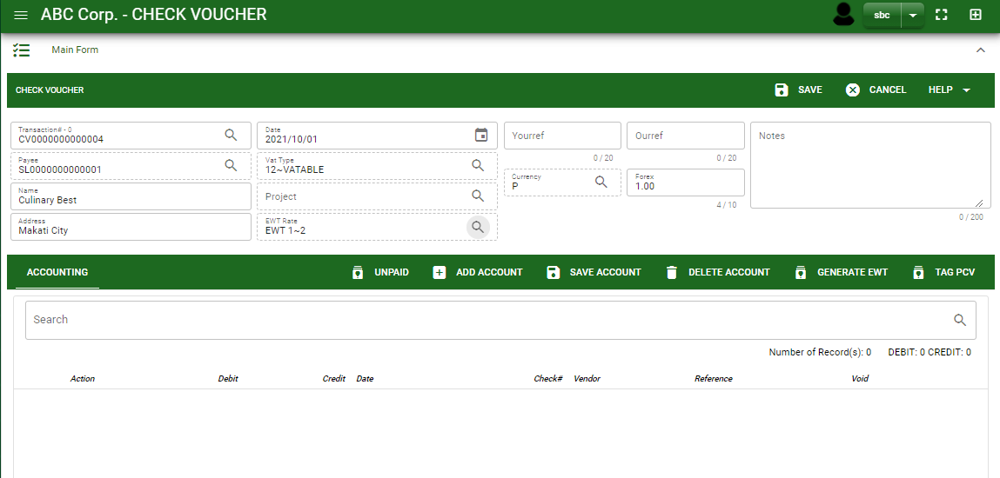 ABC Corp. - CHECK VOUCHER
sbc
Main Form
CHECK VOUCHER
SAVE
CANCEL
HELP
Transaction# - 0
CV0000000000004
Date
2021/10/01
Yourref
0 / 20
Ourref
0 / 20
Notes
0 / 200
Payee
SL0000000000001
Vat Type
12~VATABLE
Currency
P
Forex
1.00
4 / 10
Name
Culinary Best
Project
Address
Makati City
EWT Rate
EWT 1~2
ACCOUNTING
UNPAID
ADD ACCOUNT
SAVE ACCOUNT
DELETE ACCOUNT
GENERATE EWT
TAG PCV
Search
Number of Record(s): 0 DEBIT: 0 CREDIT: 0
Action Debit Credit Date Check# Vendor Reference Void